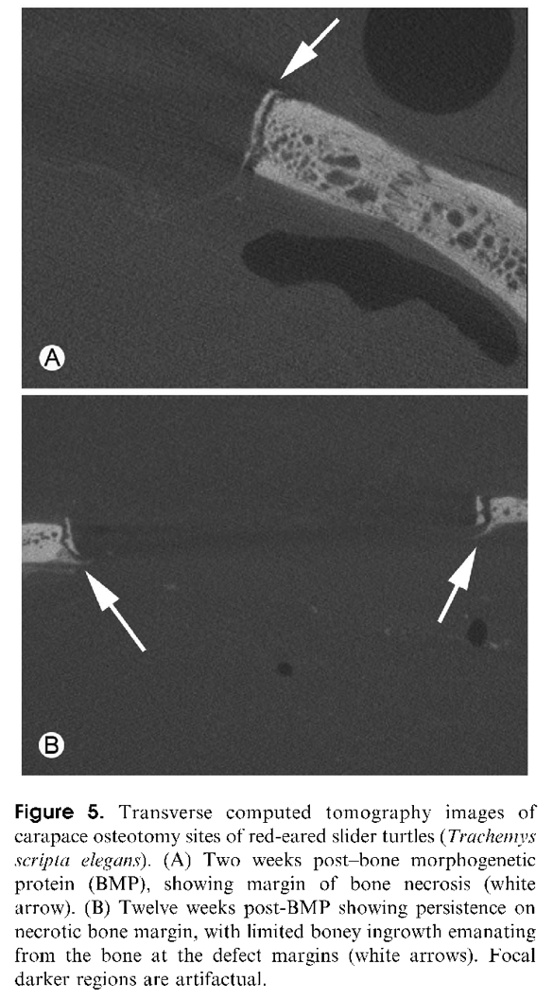 A
B
Figure 5. Transverse computed tomography images of
carapace osteotomy sites of red-eared slider turtles (Trachemys
scripta elegans). (A) Two weeks post–bone morphogenetic
protein (BMP), showing margin of bone necrosis (white
arrow). (B) Twelve weeks post-BMP showing persistence on
necrotic bone margin, with limited boney ingrowth emanating
from the bone at the defect margins (white arrows). Focal
darker regions are artifactual.